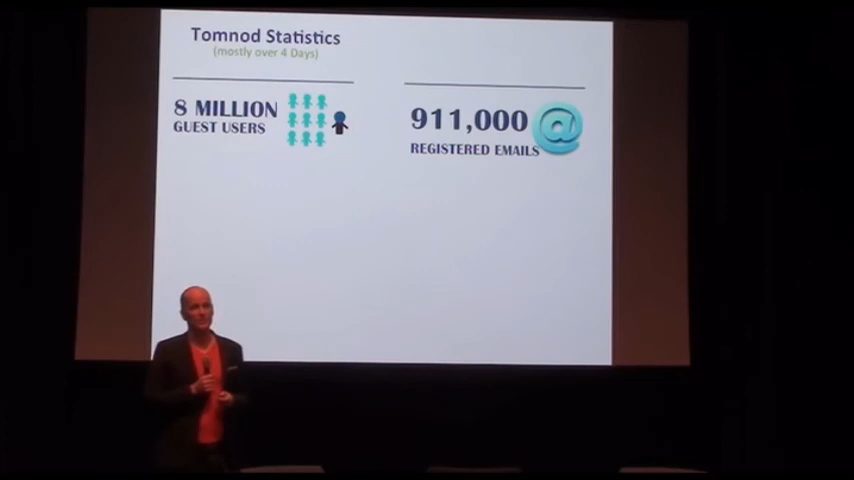 Tomnod Statistics
(mostly over 4 Days)
8 MILLION
GUEST USERS
911,000
@
REGISTERED EMAILS